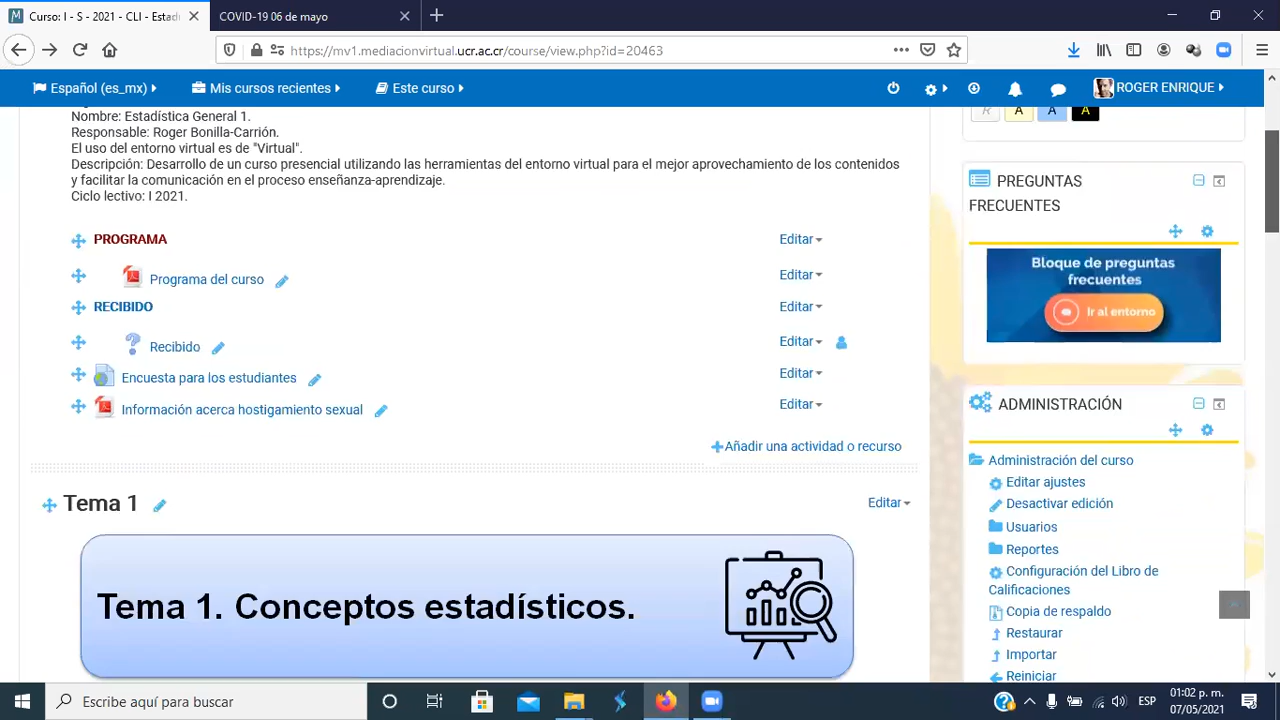 Curso: I - S - 2021 - CLI - Estad
COVID-19 06 de mayo
https://mv1.mediacionvirtual.ucr.ac.cr/course/view.php?id=20463
Español (es_mx)
Mis cursos recientes
Este curso
ROGER ENRIQUE
Nombre: Estadística General 1.
Responsable: Roger Bonilla-Carrión.
El uso del entorno virtual es de "Virtual".
Descripción: Desarrollo de un curso presencial utilizando las herramientas del entorno virtual para el mejor aprovechamiento de los contenidos
y facilitar la comunicación en el proceso enseñanza-aprendizaje.
Ciclo lectivo: I 2021.
PROGRAMA
Editar
Programa del curso
Editar
RECIBIDO
Editar
Recibido
Editar
Encuesta para los estudiantes
Editar
Información acerca hostigamiento sexual
Editar
Añadir una actividad o recurso
Tema 1
Editar
Tema 1. Conceptos estadísticos.
R A A A
PREGUNTAS
FRECUENTES
Bloque de preguntas
frecuentes
Ir al entorno
ADMINISTRACIÓN
Administración del curso
Editar ajustes
Desactivar edición
Usuarios
Reportes
Configuración del Libro de
Calificaciones
Copia de respaldo
Restaurar
Importar
Reiniciar
Escribe aquí para buscar
ESP
01:02 p. m.
07/05/2021